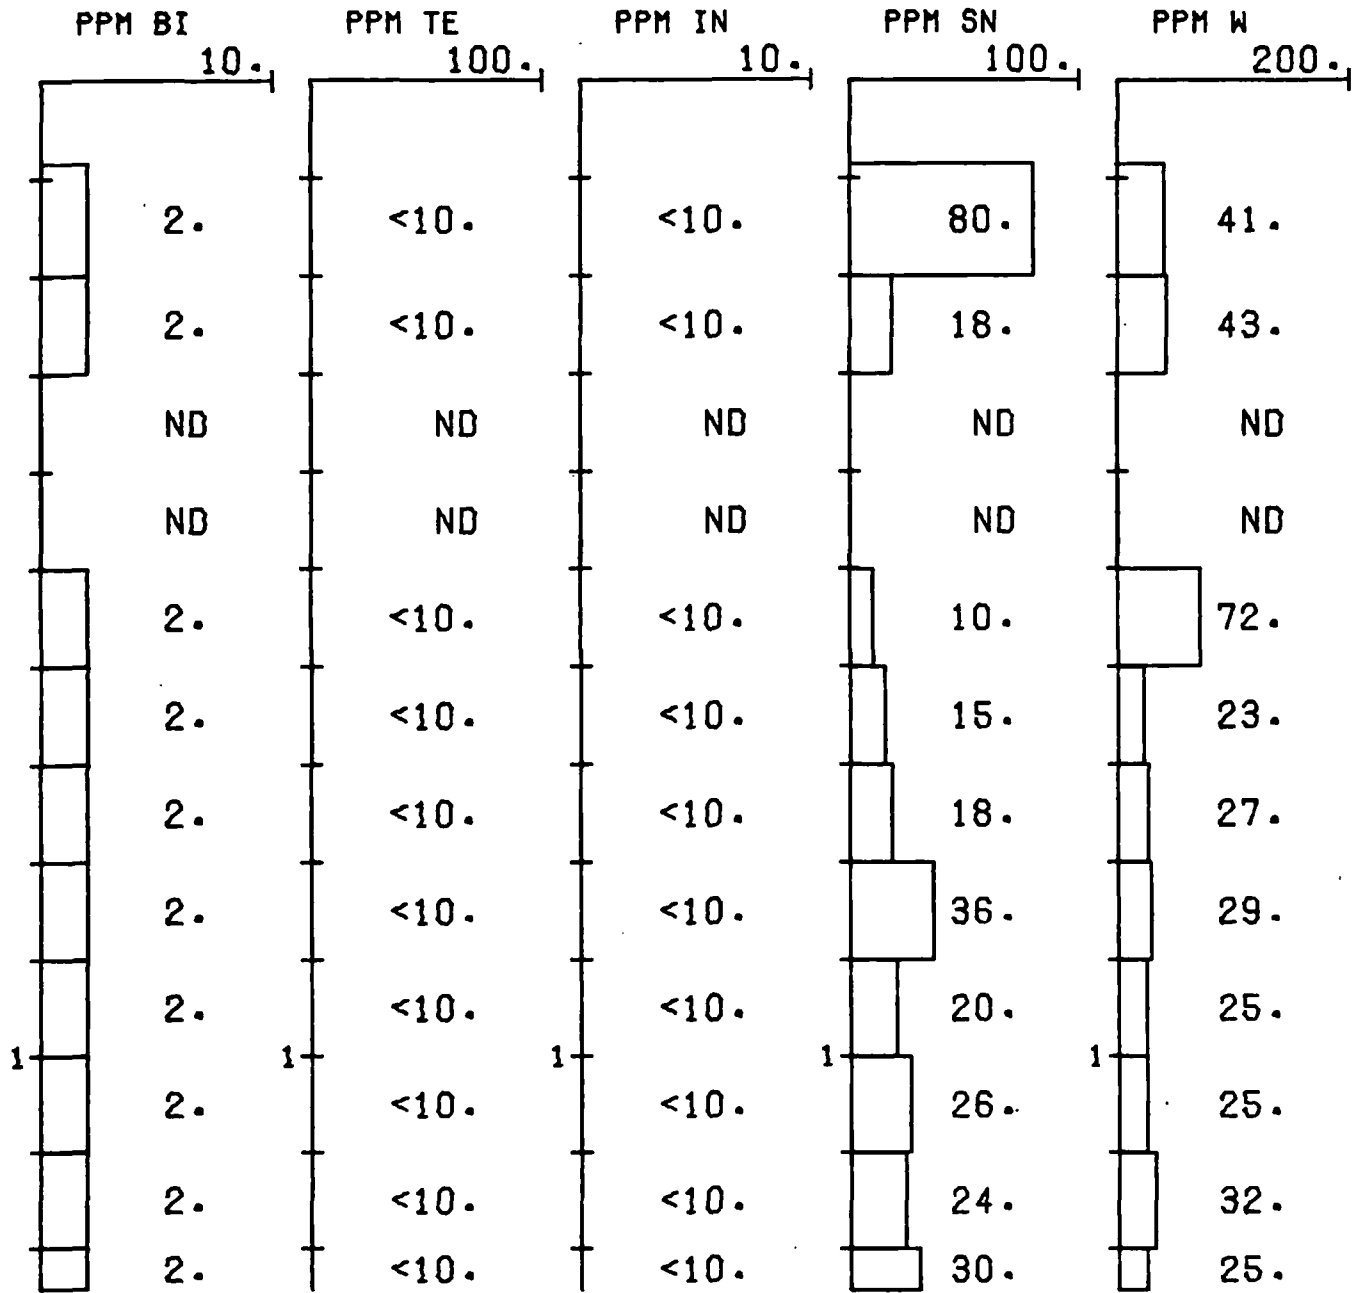 PPM BI PPM TE PPM IN PPM SN PPM W
10. 100. 10. 100. 200.
2. <10. <10. 80. 41.
2. <10. <10. 18. 43.
ND ND ND ND ND
ND ND ND ND ND
2. <10. <10. 10. 72.
2. <10. <10. 15. 23.
2. <10. <10. 18. 27.
2. <10. <10. 36. 29.
2. <10. <10. 20. 25.
1 1 1 1 1
2. <10. <10. 26. 25.
2. <10. <10. 24. 32.
2. <10. <10. 30. 25.